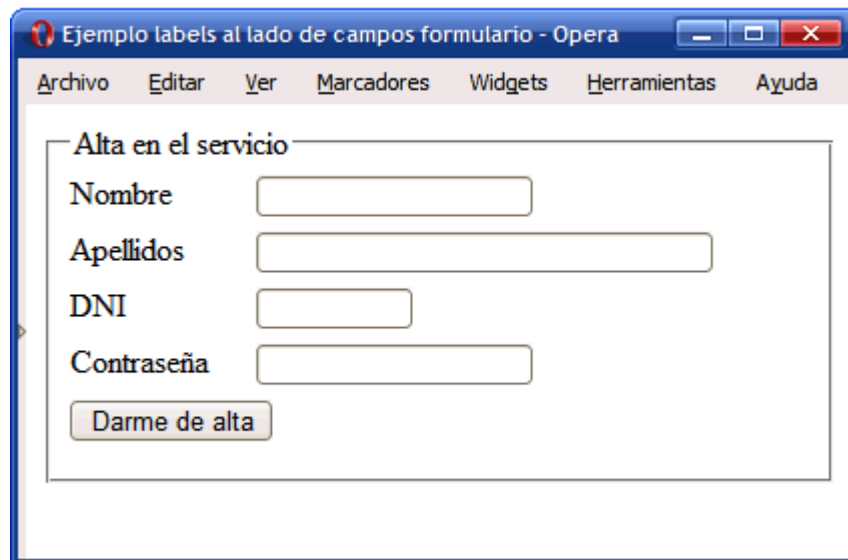 Ejemplo labels al lado de campos formulario - Opera
Archivo Editar Ver Marcadores Widgets Herramientas Ayuda
Alta en el servicio
Nombre
Apellidos
DNI
Contraseña
Darme de alta